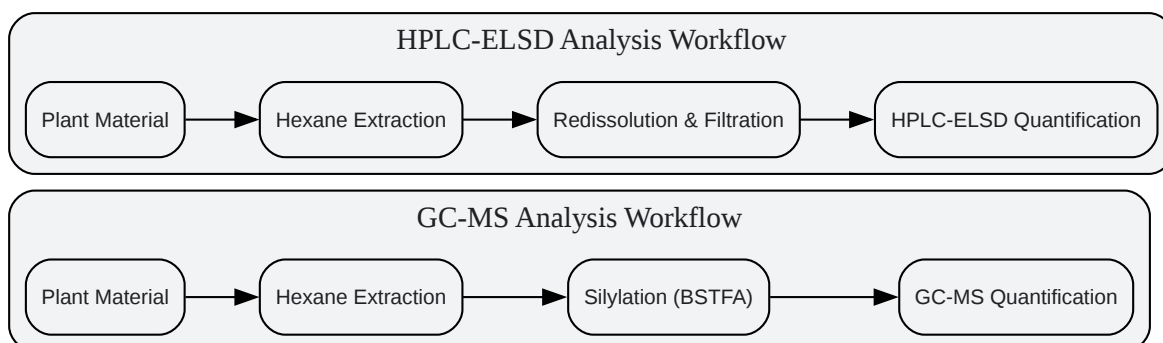 HPLC-ELSD Analysis Workflow
Plant Material
Hexane Extraction
Redissolution & Filtration
HPLC-ELSD Quantification
GC-MS Analysis Workflow
Plant Material
Hexane Extraction
Silylation (BSTFA)
GC-MS Quantification